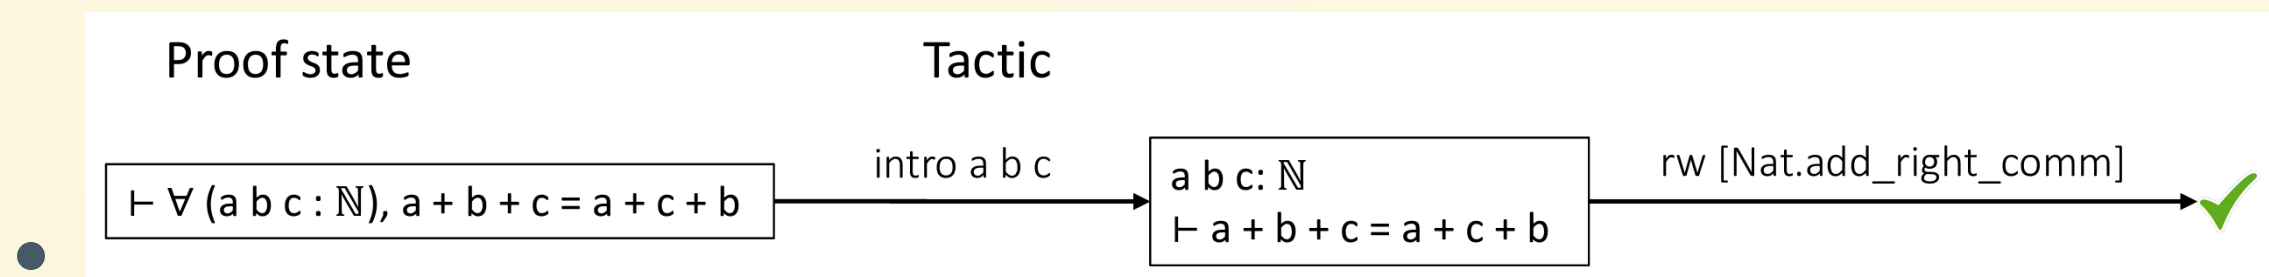 Proof state
Tactic
⊢ ∀ (a b c : ℕ), a + b + c = a + c + b
intro a b c
a b c: ℕ
⊢ a + b + c = a + c + b
rw [Nat.add_right_comm]